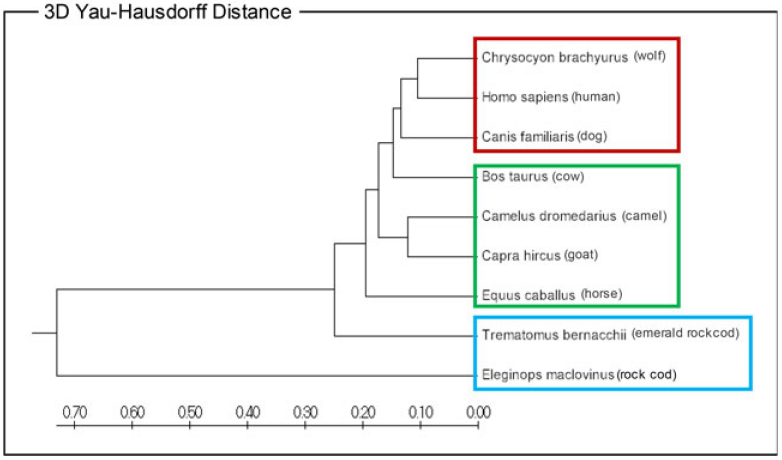 3D Yau-Hausdorff Distance
Chrysocyon brachyurus (wolf)
Homo sapiens (human)
Canis familiaris (dog)
Bos taurus (cow)
Camelus dromedarius (camel)
Capra hircus (goat)
Equus caballus (horse)
Trematomus bernacchii (emerald rockcod)
Eleginops maclovinus (rock cod)
0.70 0.60 0.50 0.40 0.30 0.20 0.10 0.00